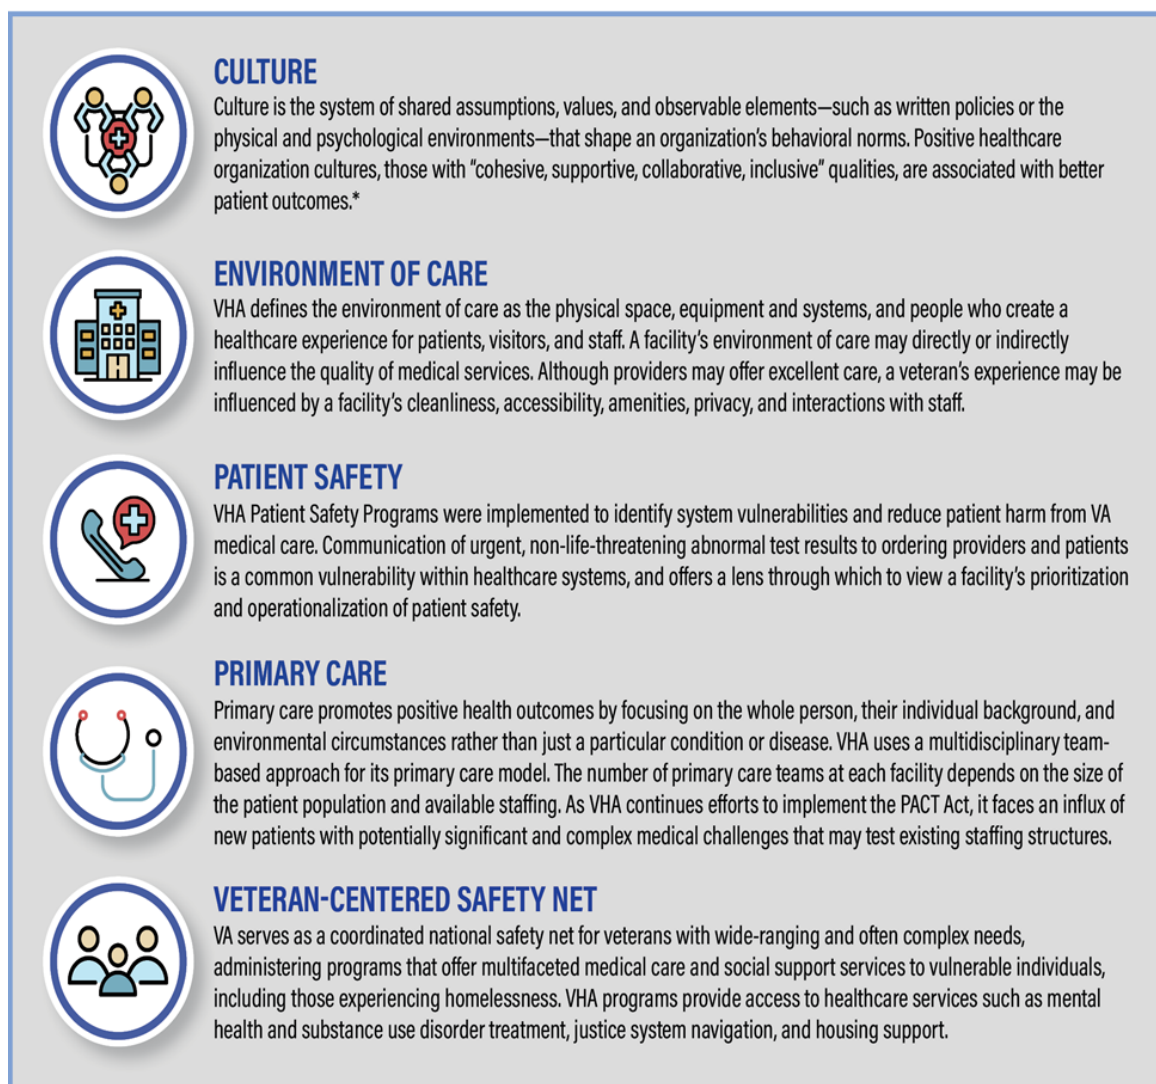 CULTURE
Culture is the system of shared assumptions, values, and observable elements—such as written policies or the
physical and psychological environments—that shape an organization's behavioral norms. Positive healthcare
organization cultures, those with "cohesive, supportive, collaborative, inclusive" qualities, are associated with better
patient outcomes.*
ENVIRONMENT OF CARE
VHA defines the environment of care as the physical space, equipment and systems, and people who create a
healthcare experience for patients, visitors, and staff. A facility's environment of care may directly or indirectly
influence the quality of medical services. Although providers may offer excellent care, a veteran's experience may be
influenced by a facility's cleanliness, accessibility, amenities, privacy, and interactions with staff.
PATIENT SAFETY
VHA Patient Safety Programs were implemented to identify system vulnerabilities and reduce patient harm from VA
medical care. Communication of urgent, non-life-threatening abnormal test results to ordering providers and patients
is a common vulnerability within healthcare systems, and offers a lens through which to view a facility's prioritization
and operationalization of patient safety.
PRIMARY CARE
Primary care promotes positive health outcomes by focusing on the whole person, their individual background, and
environmental circumstances rather than just a particular condition or disease. VHA uses a multidisciplinary team-
based approach for its primary care model. The number of primary care teams at each facility depends on the size of
the patient population and available staffing. As VHA continues efforts to implement the PACT Act, it faces an influx of
new patients with potentially significant and complex medical challenges that may test existing staffing structures.
VETERAN-CENTERED SAFETY NET
VA serves as a coordinated national safety net for veterans with wide-ranging and often complex needs,
administering programs that offer multifaceted medical care and social support services to vulnerable individuals,
including those experiencing homelessness. VHA programs provide access to healthcare services such as mental
health and substance use disorder treatment, justice system navigation, and housing support.